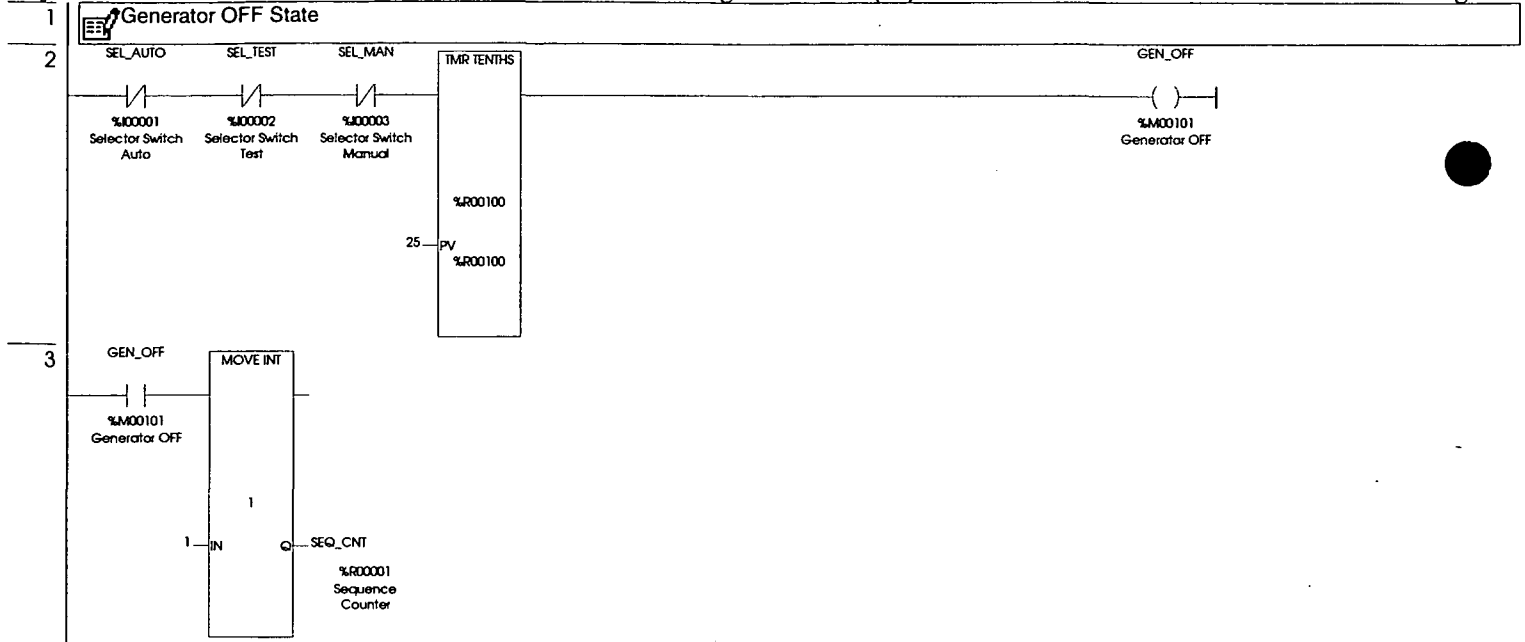 1 Generator OFF State
2 SEL_AUTO SEL_TEST SEL_MAN TMR TENTHS GEN_OFF
%I00001 %I00002 %I00003 %M00101
Selector Switch Selector Switch Selector Switch Generator OFF
Auto Test Manual
%R00100
25 PV
%R00100
3 GEN_OFF MOVE INT
%M00101
Generator OFF
1
1 IN Q SEQ_CNT
%R00001
Sequence
Counter